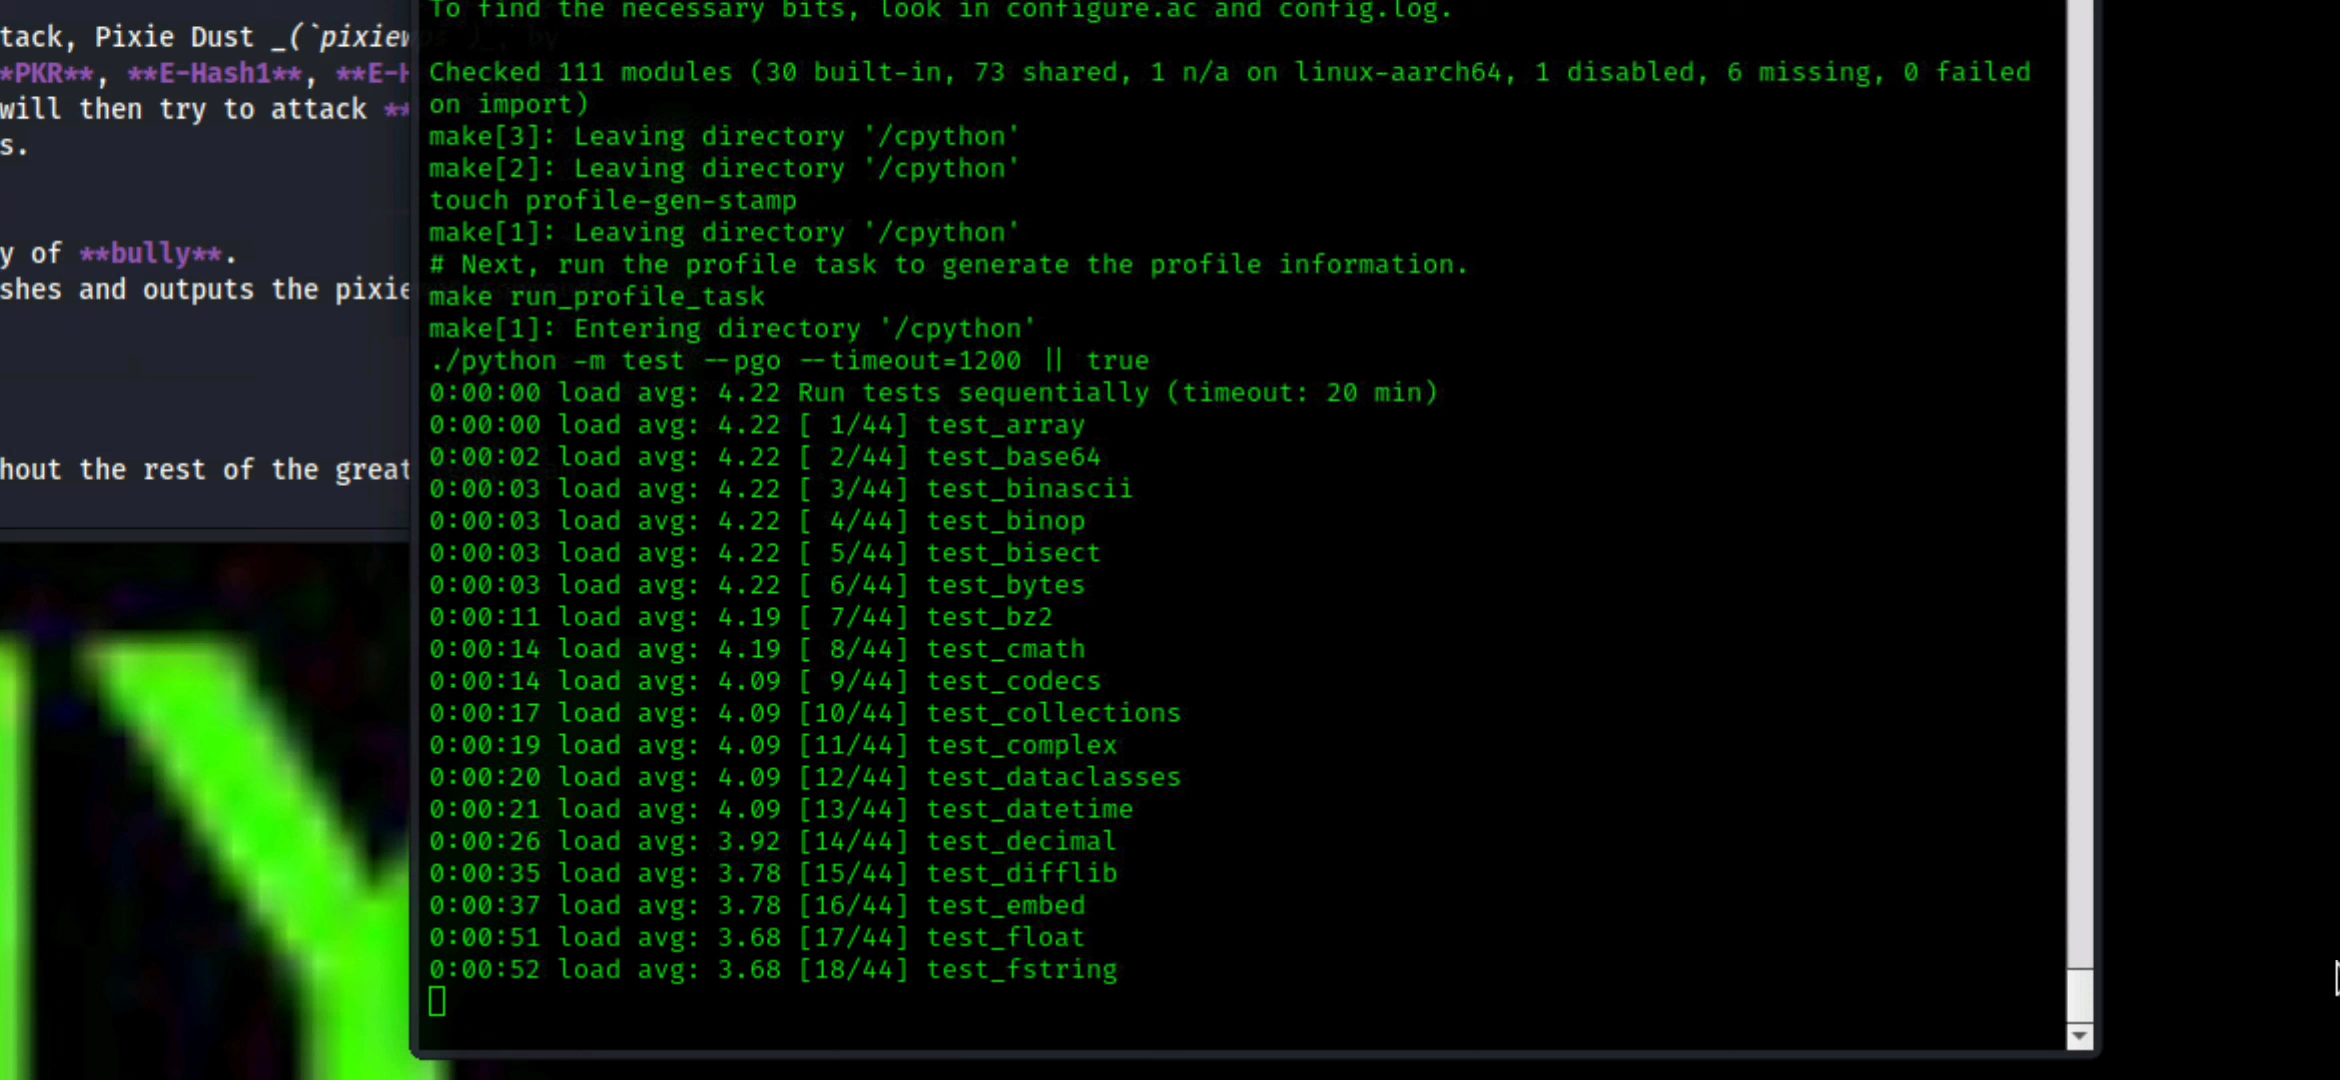 tack, Pixie Dust _(`pixiew
*PKR**, **E-Hash1**, **E-H
will then try to attack **
s.
y of **bully**.
shes and outputs the pixie
hout the rest of the great
To find the necessary bits, look in configure.ac and config.log.
Checked 111 modules (30 built-in, 73 shared, 1 n/a on linux-aarch64, 1 disabled, 6 missing, 0 failed
on import)
make[3]: Leaving directory '/cpython'
make[2]: Leaving directory '/cpython'
touch profile-gen-stamp
make[1]: Leaving directory '/cpython'
# Next, run the profile task to generate the profile information.
make run_profile_task
make[1]: Entering directory '/cpython'
./python -m test --pgo --timeout=1200 || true
0:00:00 load avg: 4.22 Run tests sequentially (timeout: 20 min)
0:00:00 load avg: 4.22 [ 1/44] test_array
0:00:02 load avg: 4.22 [ 2/44] test_base64
0:00:03 load avg: 4.22 [ 3/44] test_binascii
0:00:03 load avg: 4.22 [ 4/44] test_binop
0:00:03 load avg: 4.22 [ 5/44] test_bisect
0:00:03 load avg: 4.22 [ 6/44] test_bytes
0:00:11 load avg: 4.19 [ 7/44] test_bz2
0:00:14 load avg: 4.19 [ 8/44] test_cmath
0:00:14 load avg: 4.09 [ 9/44] test_codecs
0:00:17 load avg: 4.09 [10/44] test_collections
0:00:19 load avg: 4.09 [11/44] test_complex
0:00:20 load avg: 4.09 [12/44] test_dataclasses
0:00:21 load avg: 4.09 [13/44] test_datetime
0:00:26 load avg: 3.92 [14/44] test_decimal
0:00:35 load avg: 3.78 [15/44] test_difflib
0:00:37 load avg: 3.78 [16/44] test_embed
0:00:51 load avg: 3.68 [17/44] test_float
0:00:52 load avg: 3.68 [18/44] test_fstring